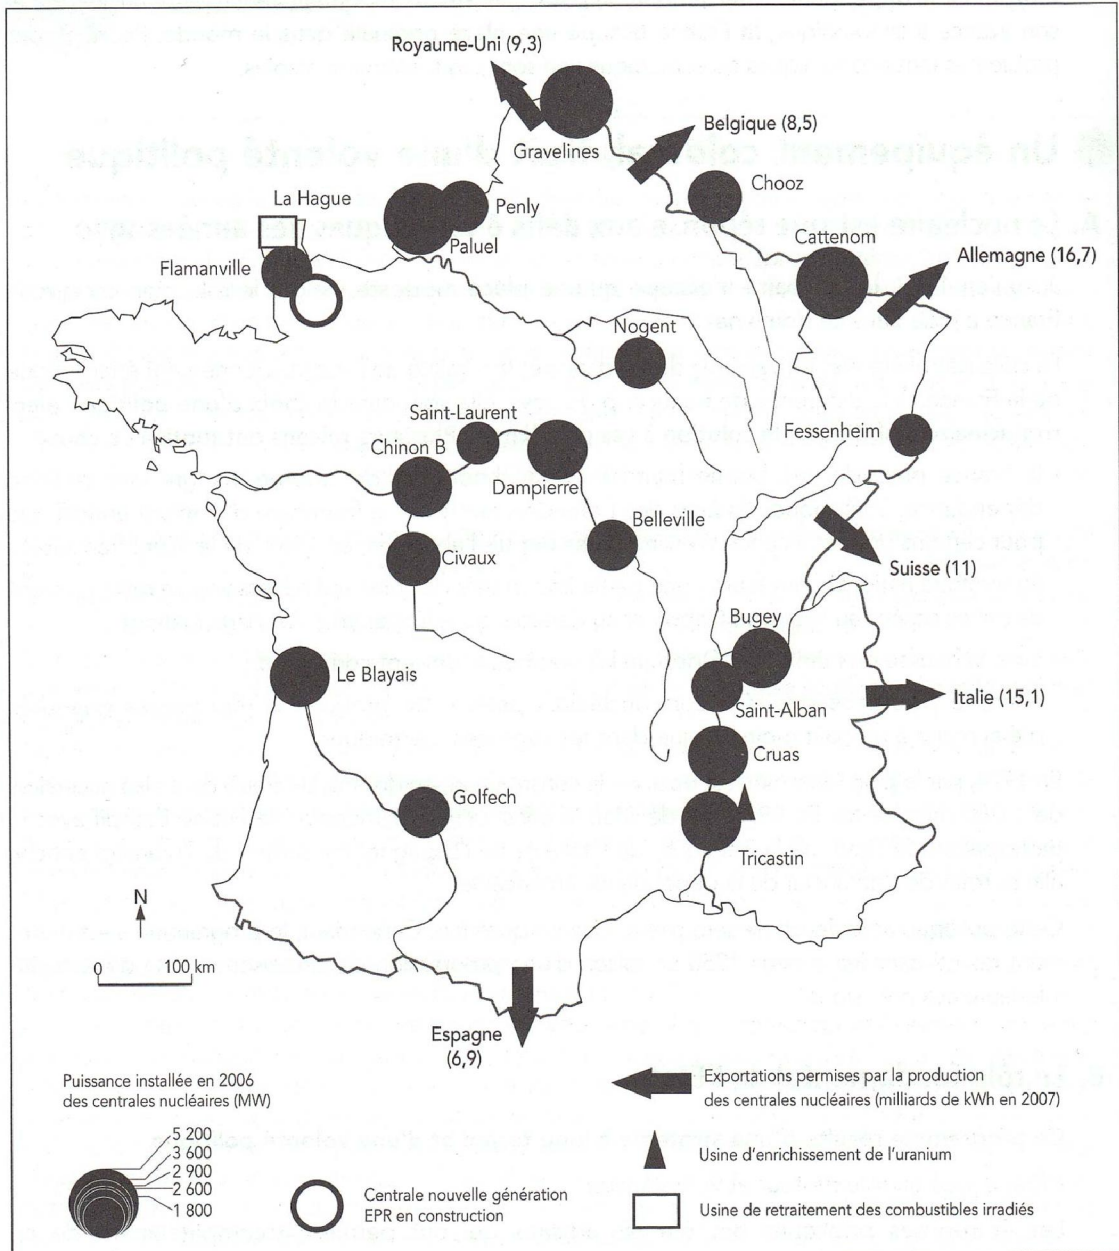 Royaume-Uni (9,3)
Gravelines
Belgique (8,5)
Chooz
La Hague
Penly
Paluel
Cattenom
Allemagne (16,7)
Flamanville
Nogent
Saint-Laurent
Chinon B
Fessenheim
Dampierre
Belleville
Civaux
Suisse (11)
Bugey
Le Blayais
Saint-Alban
Italie (15,1)
Cruas
Golfech
Tricastin
N
0 100 km
Espagne
(6,9)
Puissance installée en 2006
des centrales nucléaires (MW)
5 200
3 600
2 900
2 600
1 800
Centrale nouvelle génération
EPR en construction
Exportations permises par la production
des centrales nucléaires (milliards de kWh en 2007)
Usine d'enrichissement de l'uranium
Usine de retraitement des combustibles irradiés